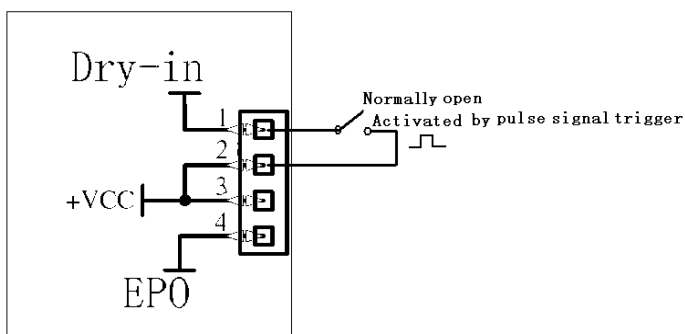 Dry-in
1
Normally open
Activated by pulse signal trigger
2
+VCC
3
4
EPO